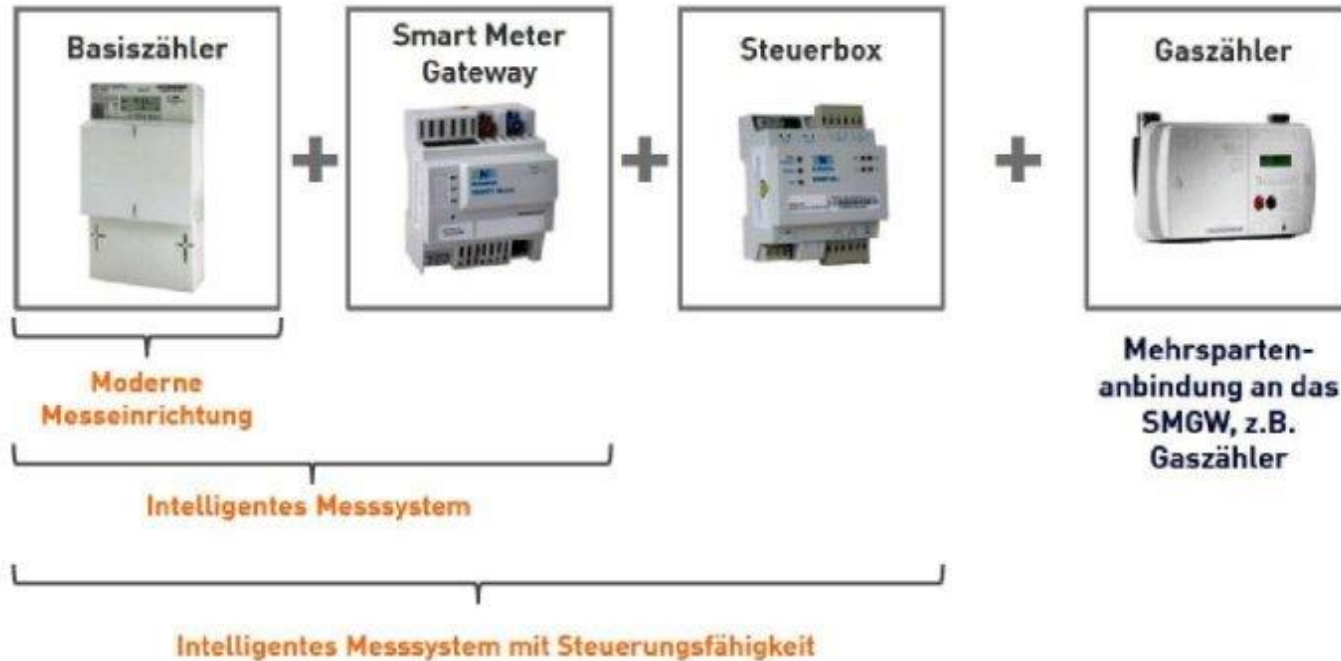 Basiszähler
Smart Meter
Gateway
Steuerbox
Gaszähler
+
+
+
Moderne
Messeinrichtung
Mehrsparten-
anbindung an das
SMGW, z.B.
Gaszähler
Intelligentes Messsystem
Intelligentes Messsystem mit Steuerungsfähigkeit